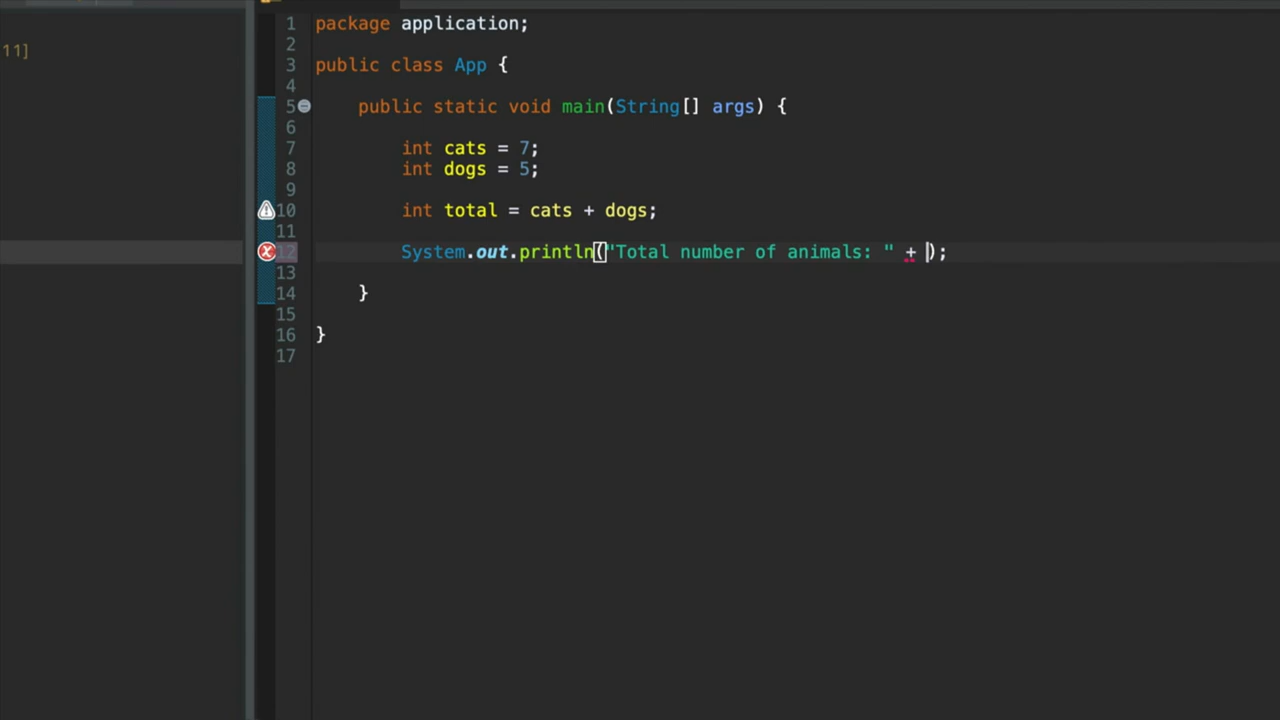 11]
1 package application;
2
3 public class App {
4
5 public static void main(String[] args) {
6
7 int cats = 7;
8 int dogs = 5;
9
10 int total = cats + dogs;
11
12 System.out.println("Total number of animals: " + );
13
14 }
15
16 }
17